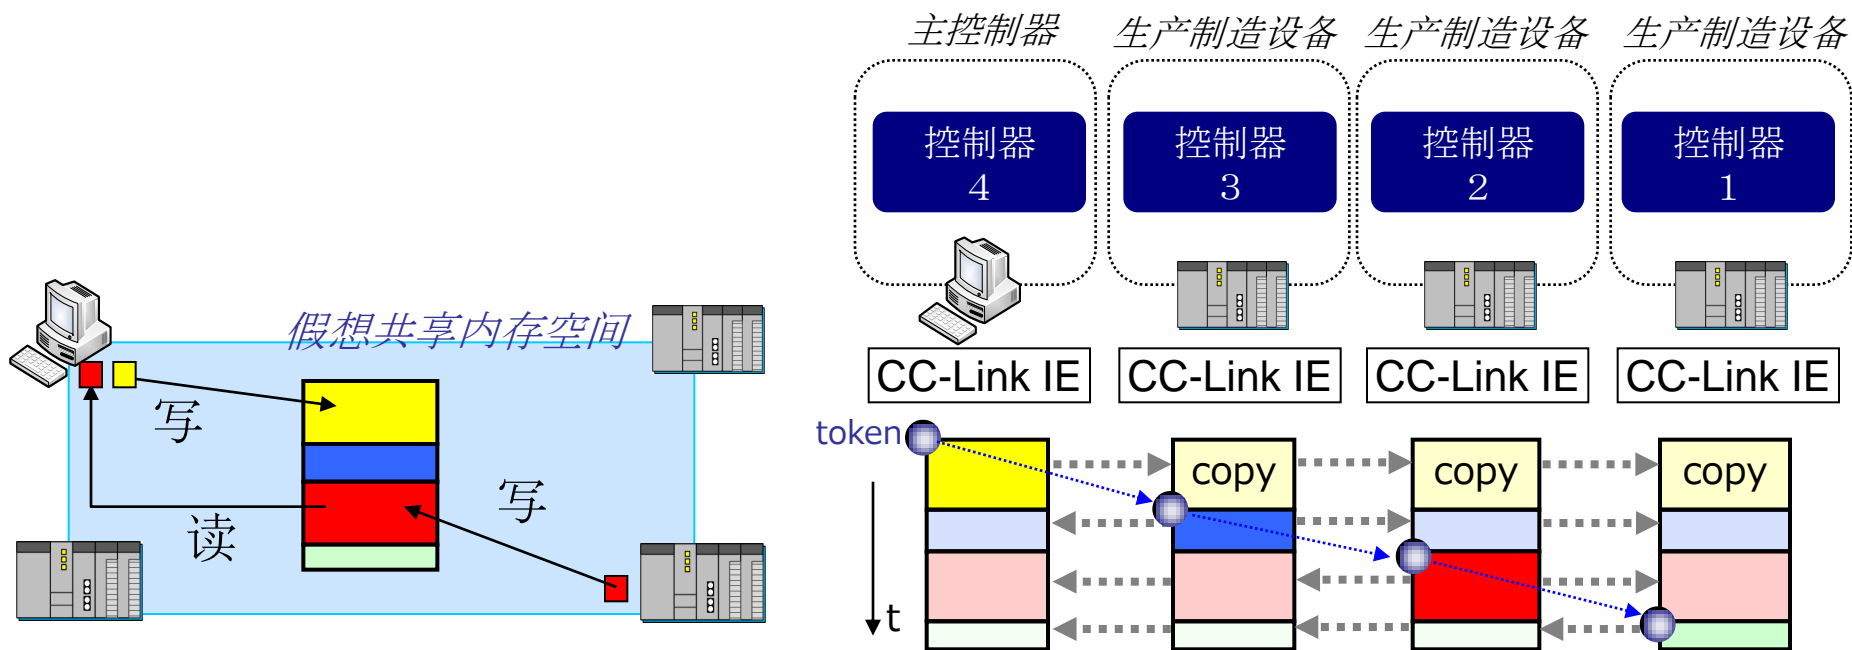 假想共享内存空间
写
读
写
主控制器
生产制造设备
生产制造设备
生产制造设备
控制器
4
控制器
3
控制器
2
控制器
1
CC-Link IE
CC-Link IE
CC-Link IE
CC-Link IE
token
copy
copy
copy
t